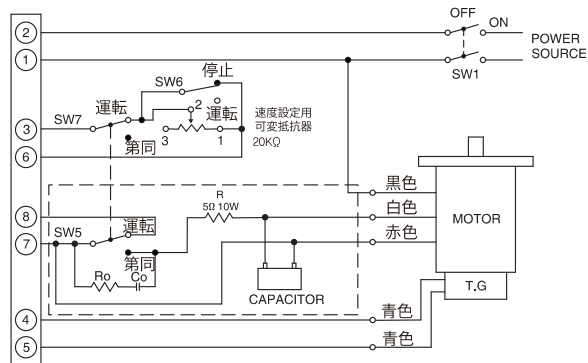 OFF
ON
POWER
SOURCE
SW1
2
1
3
6
8
7
4
5
SW6
停止
SW7
運転
第同
2
運転
3
1
速度設定用
可変抵抗器
20KΩ
R
5Ω 10W
SW5
運転
第同
Ro
Co
CAPACITOR
黒色
白色
赤色
青色
青色
MOTOR
T.G